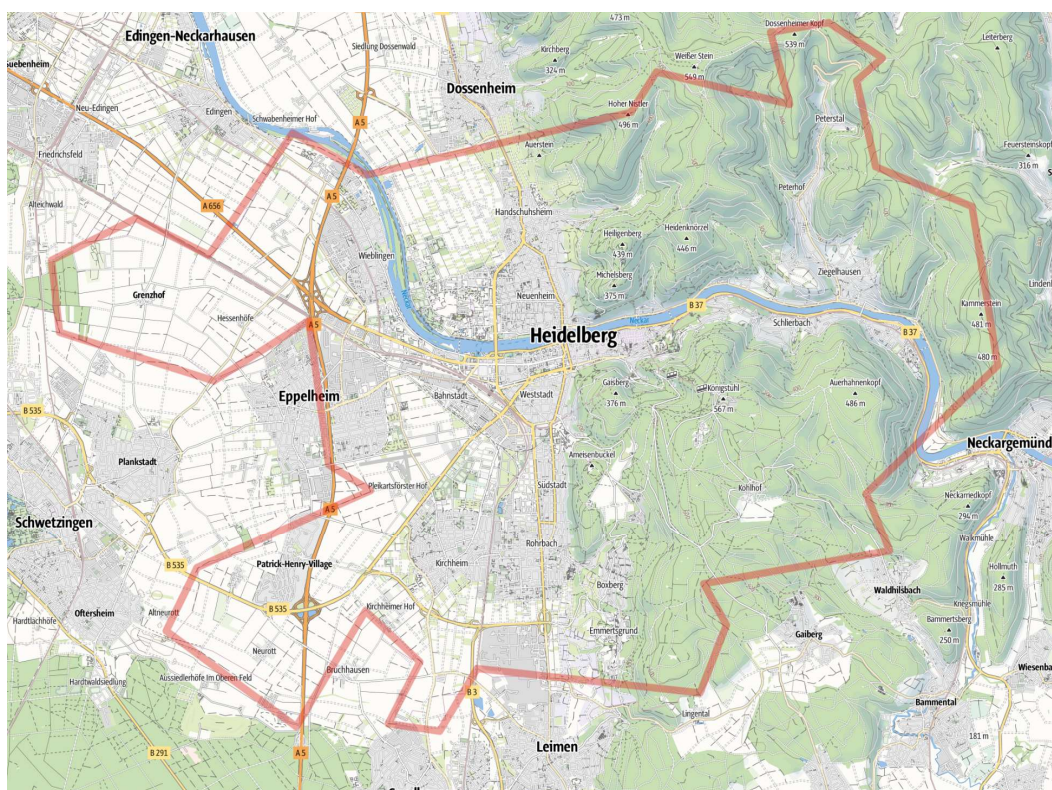 473 m
Dossenheimer Kopf
539 m
Leiterberg
Edingen-Neckarhausen
Siedlung Dossenwald
Kirchberg
324 m
Weißer Stein
549 m
Neu-Edingen
Edingen
Dossenheim
Schwabenheimer Hof
A 5
Hoher Nistler
496 m
Peterstal
Friedrichsfeld
Auerstein
Feuersteinskopf
316 m
Peterhof
Alteichwald
A 656
A 5
Handschuhsheim
Heiligenberg
439 m
Heidenknörzel
446 m
Wieblingen
Michelsberg
375 m
Ziegelhausen
Grenzhof
Neckar
Neuenheim
B 37
Kammerstein
481 m
Hessenhöfe
Neckar
Schlierbach
B 37
A 5
Heidelberg
480 m
Eppelheim
Bahnstadt
Weststadt
Gaisberg
376 m
Königstuhl
567 m
Auerhahnenkopf
486 m
B 535
Plankstadt
Ameisenbuckel
Neckargemünd
Pleikartsförster Hof
Südstadt
Kohlhof
Neckarriedkopf
294 m
Schwetzingen
A 5
Rohrbach
Walkmühle
B 535
Patrick-Henry-Village
Kirchheim
Boxberg
Hollmuth
285 m
Waldhilsbach
Oftersheim
Altneurott
B 535
Kirchheimer Hof
Kriegsmühle
Hardtlachhöfe
Emmertsgrund
Gaiberg
Bammertsberg
250 m
Neurott
Hardtwaldsiedlung
Aussiedlerhöfe Im Oberen Feld
Bruchhausen
B 3
Bammental
Lingental
B 291
A 5
Leimen
181 m